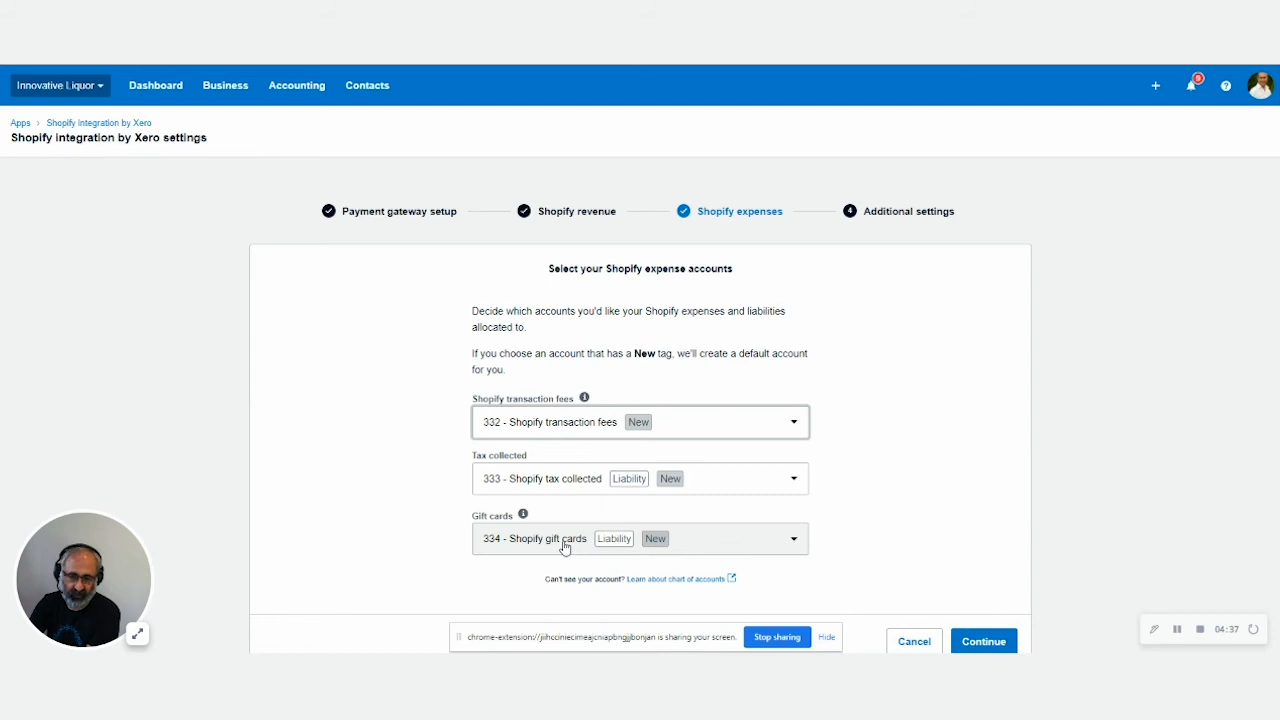 Innovative Liquor
Dashboard
Business
Accounting
Contacts
9
Apps › Shopify integration by Xero
Shopify integration by Xero settings
Payment gateway setup
Shopify revenue
Shopify expenses
4 Additional settings
Select your Shopify expense accounts
Decide which accounts you'd like your Shopify expenses and liabilities
allocated to.
If you choose an account that has a New tag, we'll create a default account
for you.
Shopify transaction fees
332 - Shopify transaction fees New
Tax collected
333 - Shopify tax collected Liability New
Gift cards
334 - Shopify gift cards Liability New
Can't see your account? Learn about chart of accounts
chrome-extension://jiihcciniecimeajcniapbngjjbonjan is sharing your screen.
Stop sharing
Hide
Cancel
Continue
04:37